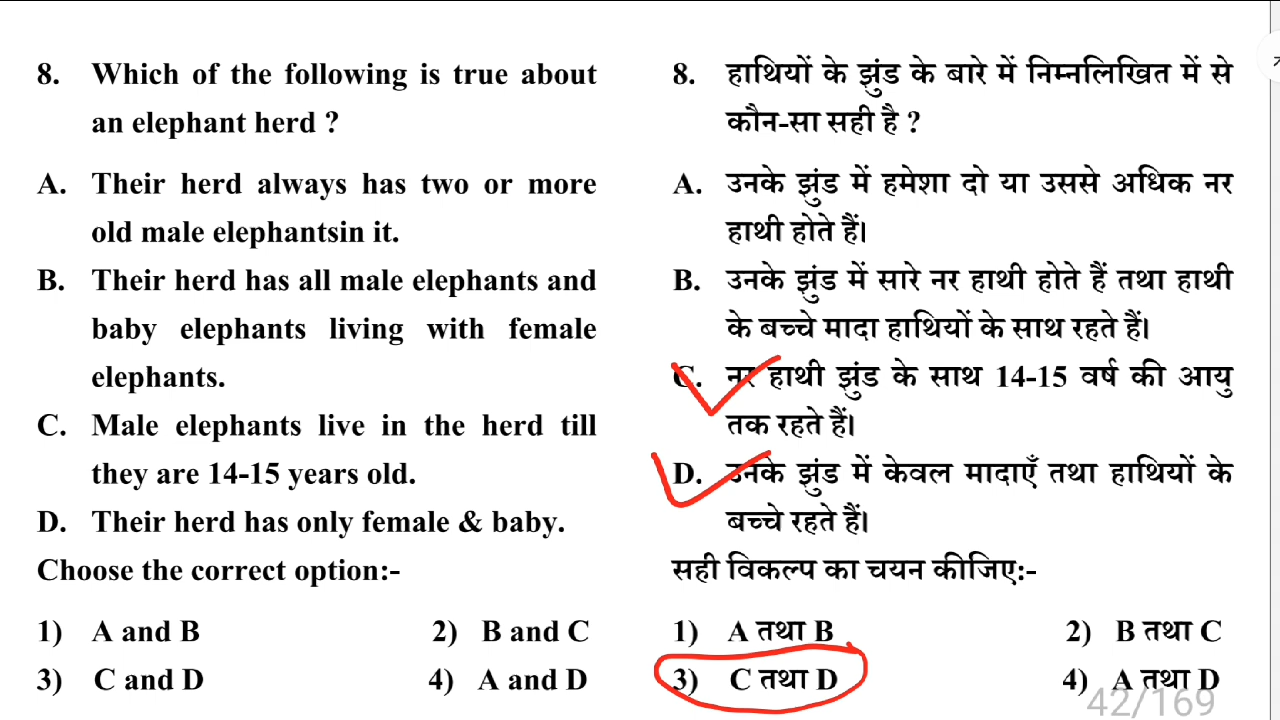 8. Which of the following is true about
an elephant herd ?
A. Their herd always has two or more
old male elephantsin it.
B. Their herd has all male elephants and
baby elephants living with female
elephants.
C. Male elephants live in the herd till
they are 14-15 years old.
D. Their herd has only female & baby.
Choose the correct option:-
1) A and B 2) B and C
3) C and D 4) A and D
8. हाथियों के झुंड के बारे में निम्नलिखित में से
कौन-सा सही है ?
A. उनके झुंड में हमेशा दो या उससे अधिक नर
हाथी होते हैं।
B. उनके झुंड में सारे नर हाथी होते हैं तथा हाथी
के बच्चे मादा हाथियों के साथ रहते हैं।
C. नर हाथी झुंड के साथ 14-15 वर्ष की आयु
तक रहते हैं।
D. उनके झुंड में केवल मादाएँ तथा हाथियों के
बच्चे रहते हैं।
सही विकल्प का चयन कीजिए:-
1) A तथा B 2) B तथा C
3) C तथा D 4) A तथा D
42/169